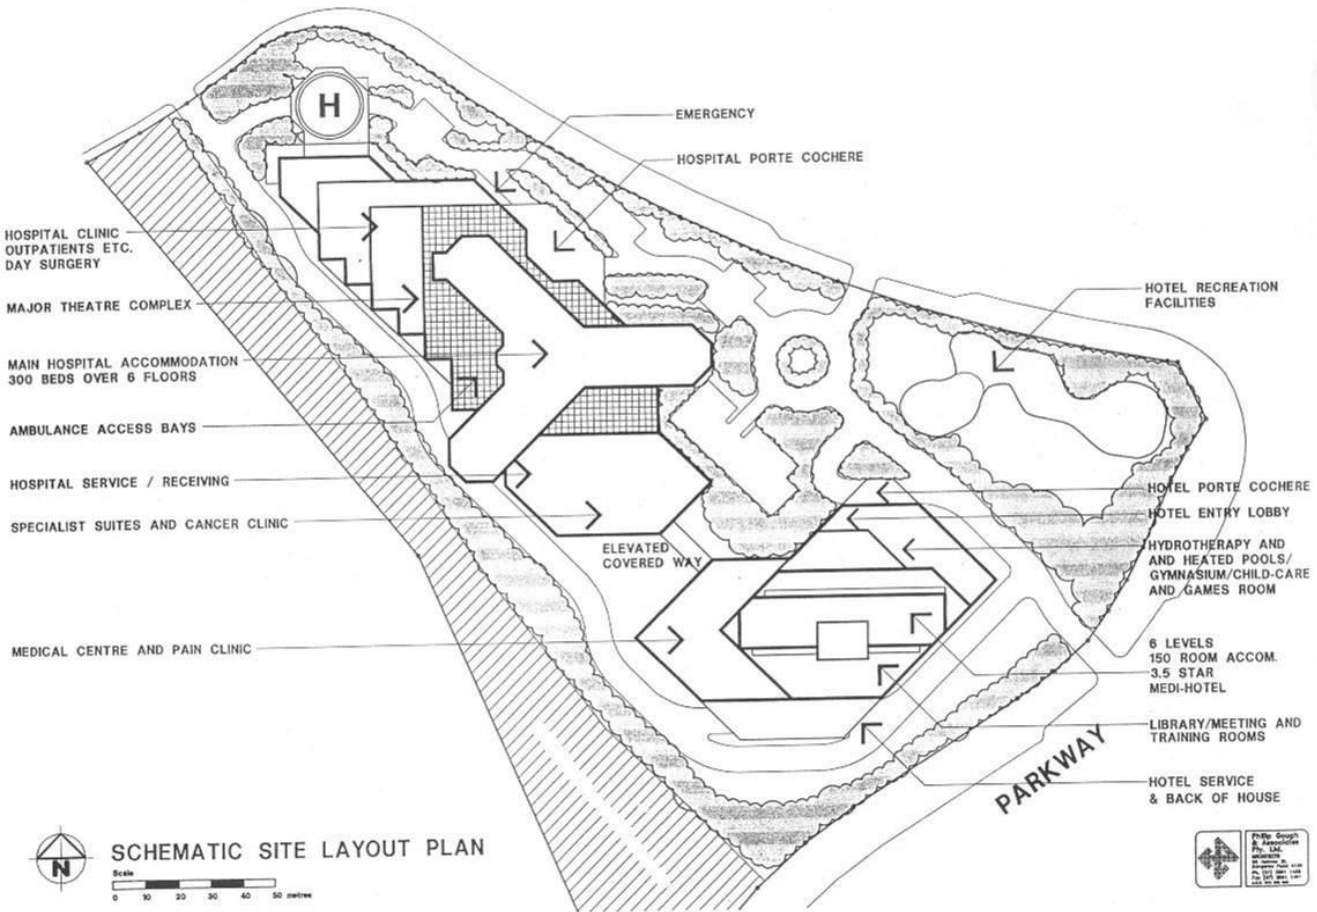 H
EMERGENCY
HOSPITAL PORTE COCHERE
HOSPITAL CLINIC
OUTPATIENTS ETC.
DAY SURGERY
MAJOR THEATRE COMPLEX
MAIN HOSPITAL ACCOMMODATION
300 BEDS OVER 6 FLOORS
AMBULANCE ACCESS BAYS
HOSPITAL SERVICE / RECEIVING
SPECIALIST SUITES AND CANCER CLINIC
ELEVATED
COVERED WAY
MEDICAL CENTRE AND PAIN CLINIC
HOTEL RECREATION
FACILITIES
HOTEL PORTE COCHERE
HOTEL ENTRY LOBBY
HYDROTHERAPY AND
AND HEATED POOLS/
GYMNASIUM/CHILD-CARE
AND GAMES ROOM
6 LEVELS
150 ROOM ACCOM.
3.5 STAR
MEDI-HOTEL
LIBRARY/MEETING AND
TRAINING ROOMS
HOTEL SERVICE
& BACK OF HOUSE
PARKWAY
N
SCHEMATIC SITE LAYOUT PLAN
Scale
0 10 20 30 40 50 metres
Philip Gough
& Associates
Pty. Ltd.
ARCHITECTS